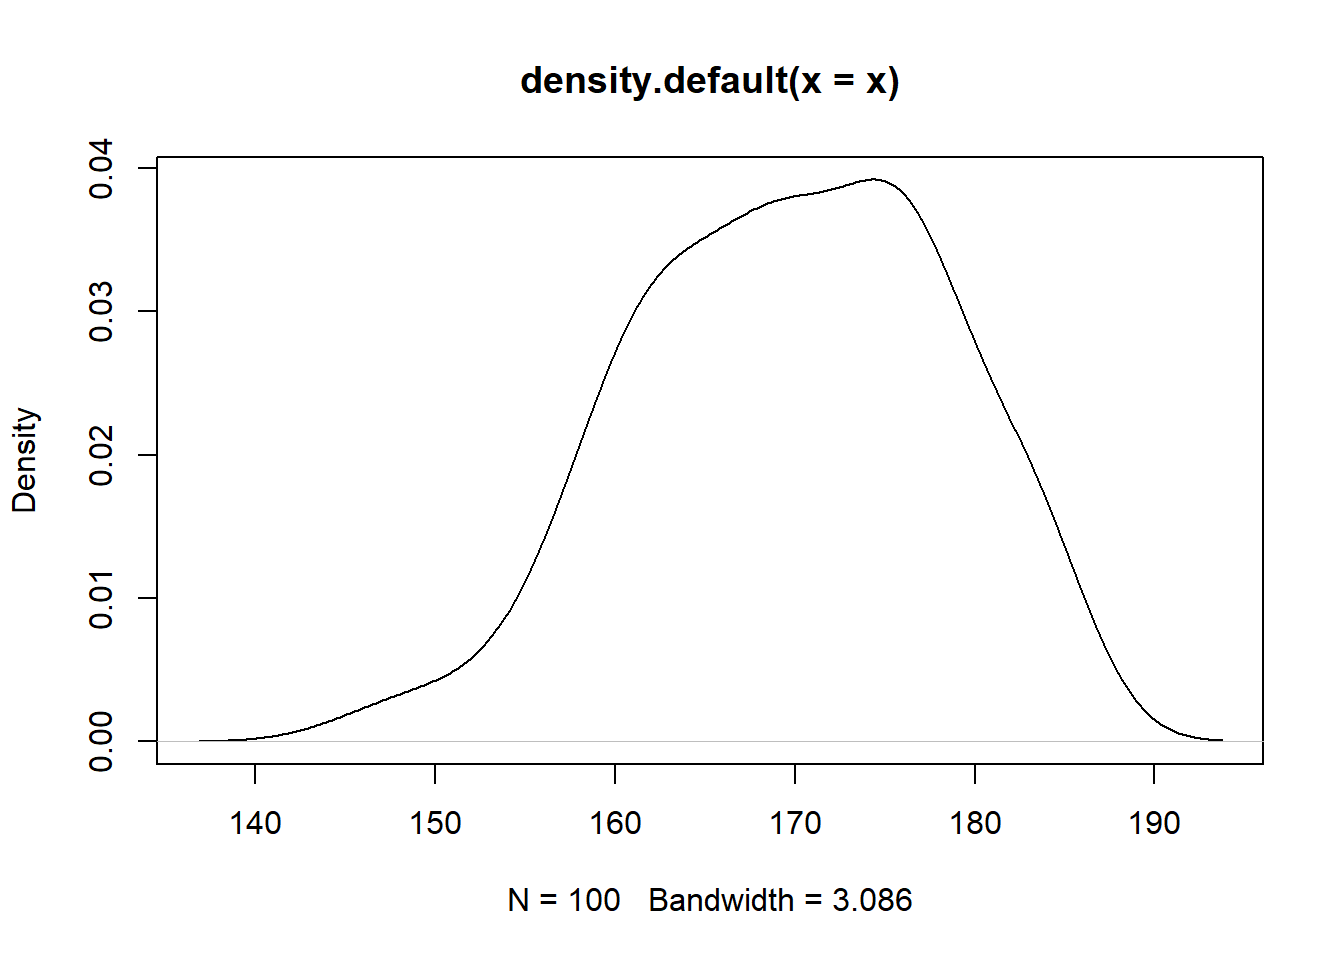 density.default(x = x)
Density
0.04
0.03
0.02
0.01
0.00
140 150 160 170 180 190
N = 100   Bandwidth = 3.086